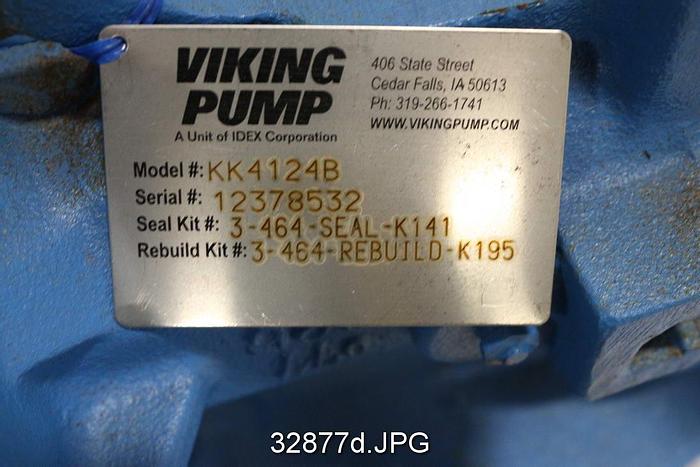 VIKING
PUMP
A Unit of IDEX Corporation
406 State Street
Cedar Falls, IA 50613
Ph: 319-266-1741
WWW.VIKINGPUMP.COM
Model #: KK4124B
Serial #: 12378532
Seal Kit #: 3-464-SEAL-K141
Rebuild Kit #: 3-464-REBUILD-K195
32877d.JPG